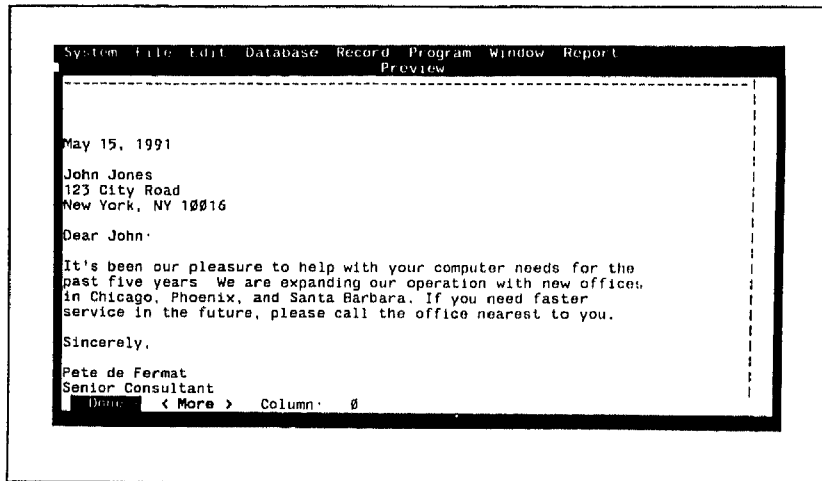 System File Edit Database Record Program Window Report
Preview
May 15, 1991
John Jones
123 City Road
New York, NY 10016
Dear John:
It's been our pleasure to help with your computer needs for the
past five years. We are expanding our operation with new offices
in Chicago, Phoenix, and Santa Barbara. If you need faster
service in the future, please call the office nearest to you.
Sincerely,
Pete de Fermat
Senior Consultant
Done < More > Column: 0